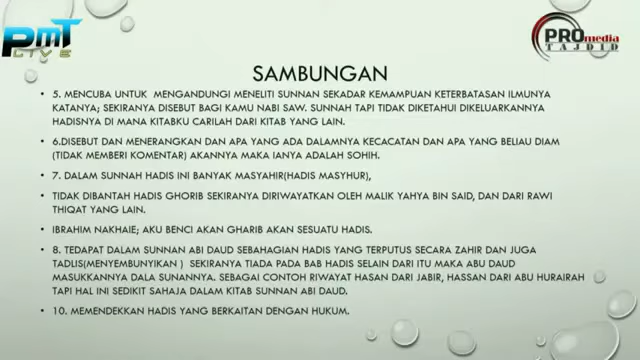 PMT
LIVE
PROmedia
TAJDID
SAMBUNGAN
• 5. MENCUBA UNTUK MENGANDUNGI MENELITI SUNNAN SEKADAR KEMAMPUAN KETERBATASAN ILMUNYA
KATANYA; SEKIRANYA DISEBUT BAGI KAMU NABI SAW. SUNNAH TAPI TIDAK DIKETAHUI DIKELUARKANNYA
HADISNYA DI MANA KITABKU CARILAH DARI KITAB YANG LAIN.
• 6.DISEBUT DAN MENERANGKAN DAN APA YANG ADA DALAMNYA KECACATAN DAN APA YANG BELIAU DIAM
(TIDAK MEMBERI KOMENTAR) AKANNYA MAKA IANYA ADALAH SOHIH.
• 7. DALAM SUNNAH HADIS INI BANYAK MASYAHIR(HADIS MASYHUR),
• TIDAK DIBANTAH HADIS GHORIB SEKIRANYA DIRIWAYATKAN OLEH MALIK YAHYA BIN SAID, DAN DARI RAWI
THIQAT YANG LAIN.
• IBRAHIM NAKHAIE; AKU BENCI AKAN GHARIB AKAN SESUATU HADIS.
• 8. TEDAPAT DALAM SUNNAN ABI DAUD SEBAHAGIAN HADIS YANG TERPUTUS SECARA ZAHIR DAN JUGA
TADLIS(MENYEMBUNYIKAN ) SEKIRANYA TIADA PADA BAB HADIS SELAIN DARI ITU MAKA ABU DAUD
MASUKKANNYA DALA SUNANNYA. SEBAGAI CONTOH RIWAYAT HASAN DARI JABIR, HASSAN DARI ABU HURAIRAH
TAPI HAL INI SEDIKIT SAHAJA DALAM KITAB SUNNAN ABI DAUD.
• 10. MEMENDEKKAN HADIS YANG BERKAITAN DENGAN HUKUM.